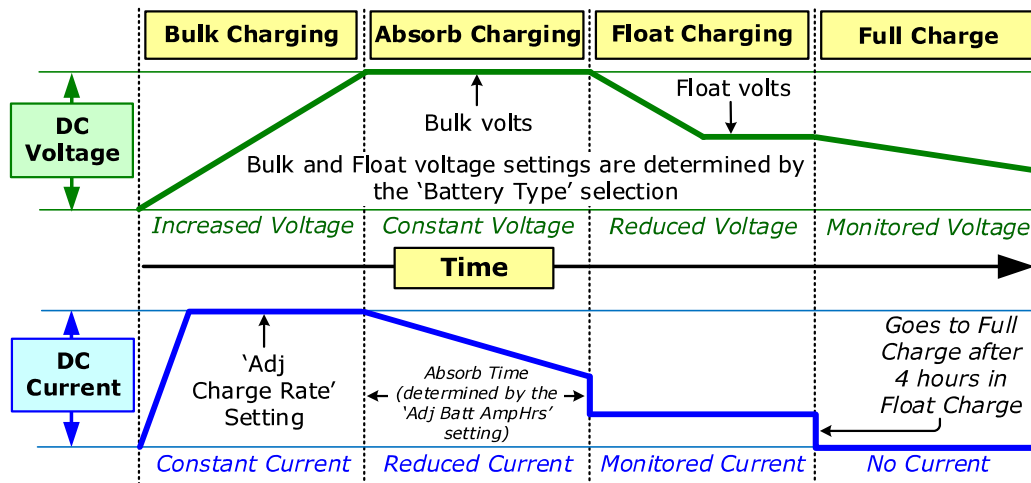 Bulk Charging
Absorb Charging
Float Charging
Full Charge
DC
Voltage
Bulk volts
Float volts
Bulk and Float voltage settings are determined by
the ‘Battery Type’ selection
Increased Voltage
Constant Voltage
Reduced Voltage
Monitored Voltage
Time
DC
Current
‘Adj
Charge Rate’
Setting
Absorb Time
(determined by the
‘Adj Batt AmpHrs’
setting)
Goes to Full
Charge after
4 hours in
Float Charge
Constant Current
Reduced Current
Monitored Current
No Current